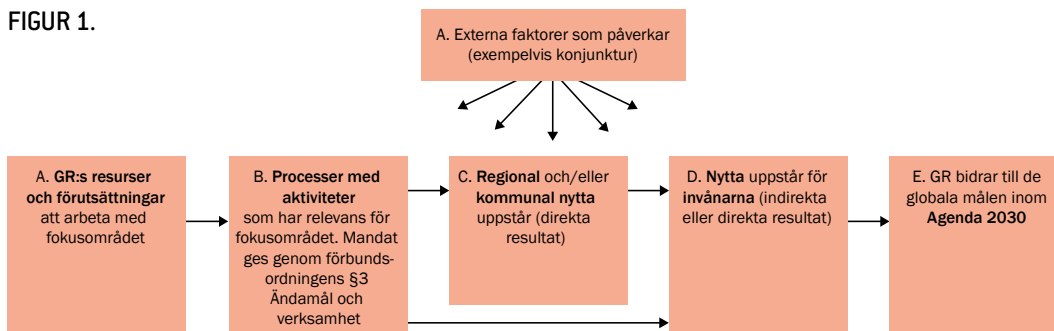 FIGUR 1.
A. Externa faktorer som påverkar
(exempelvis konjunktur)
A. GR:s resurser
och förutsättningar
att arbeta med
fokusområdet
B. Processer med
aktiviteter
som har relevans för
fokusområdet. Mandat
ges genom förbunds-
ordningens §3
Ändamål och
verksamhet
C. Regional och/eller
kommunal nytta
uppstår (direkta
resultat)
D. Nytta uppstår för
invånarna (indirekta
eller direkta resultat)
E. GR bidrar till de
globala målen inom
Agenda 2030